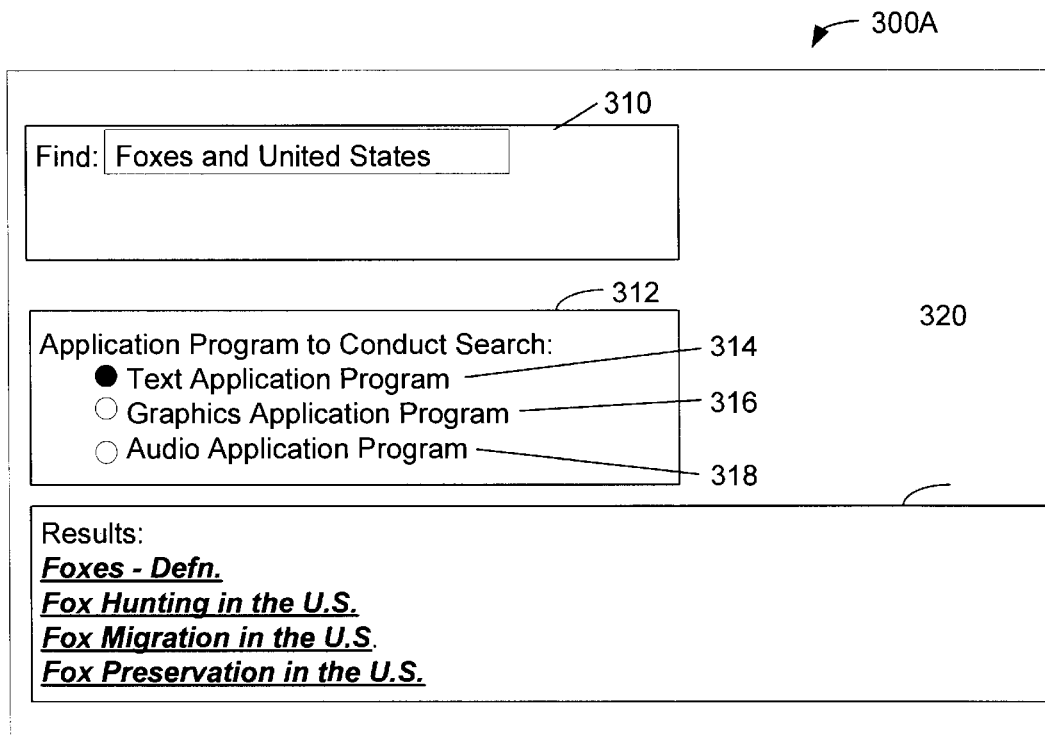 300A
310
Find: Foxes and United States
312
320
Application Program to Conduct Search:
314
Text Application Program
316
Graphics Application Program
Audio Application Program
318
Results:
Foxes - Defn.
Fox Hunting in the U.S.
Fox Migration in the U.S.
Fox Preservation in the U.S.